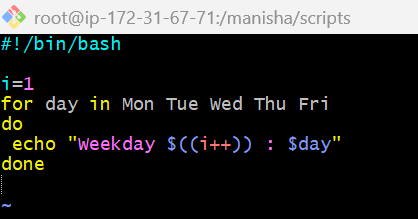 root@ip-172-31-67-71:/manisha/scripts
#!/bin/bash

i=1
for day in Mon Tue Wed Thu Fri
do
 echo "Weekday $((i++)) : $day"
done

~